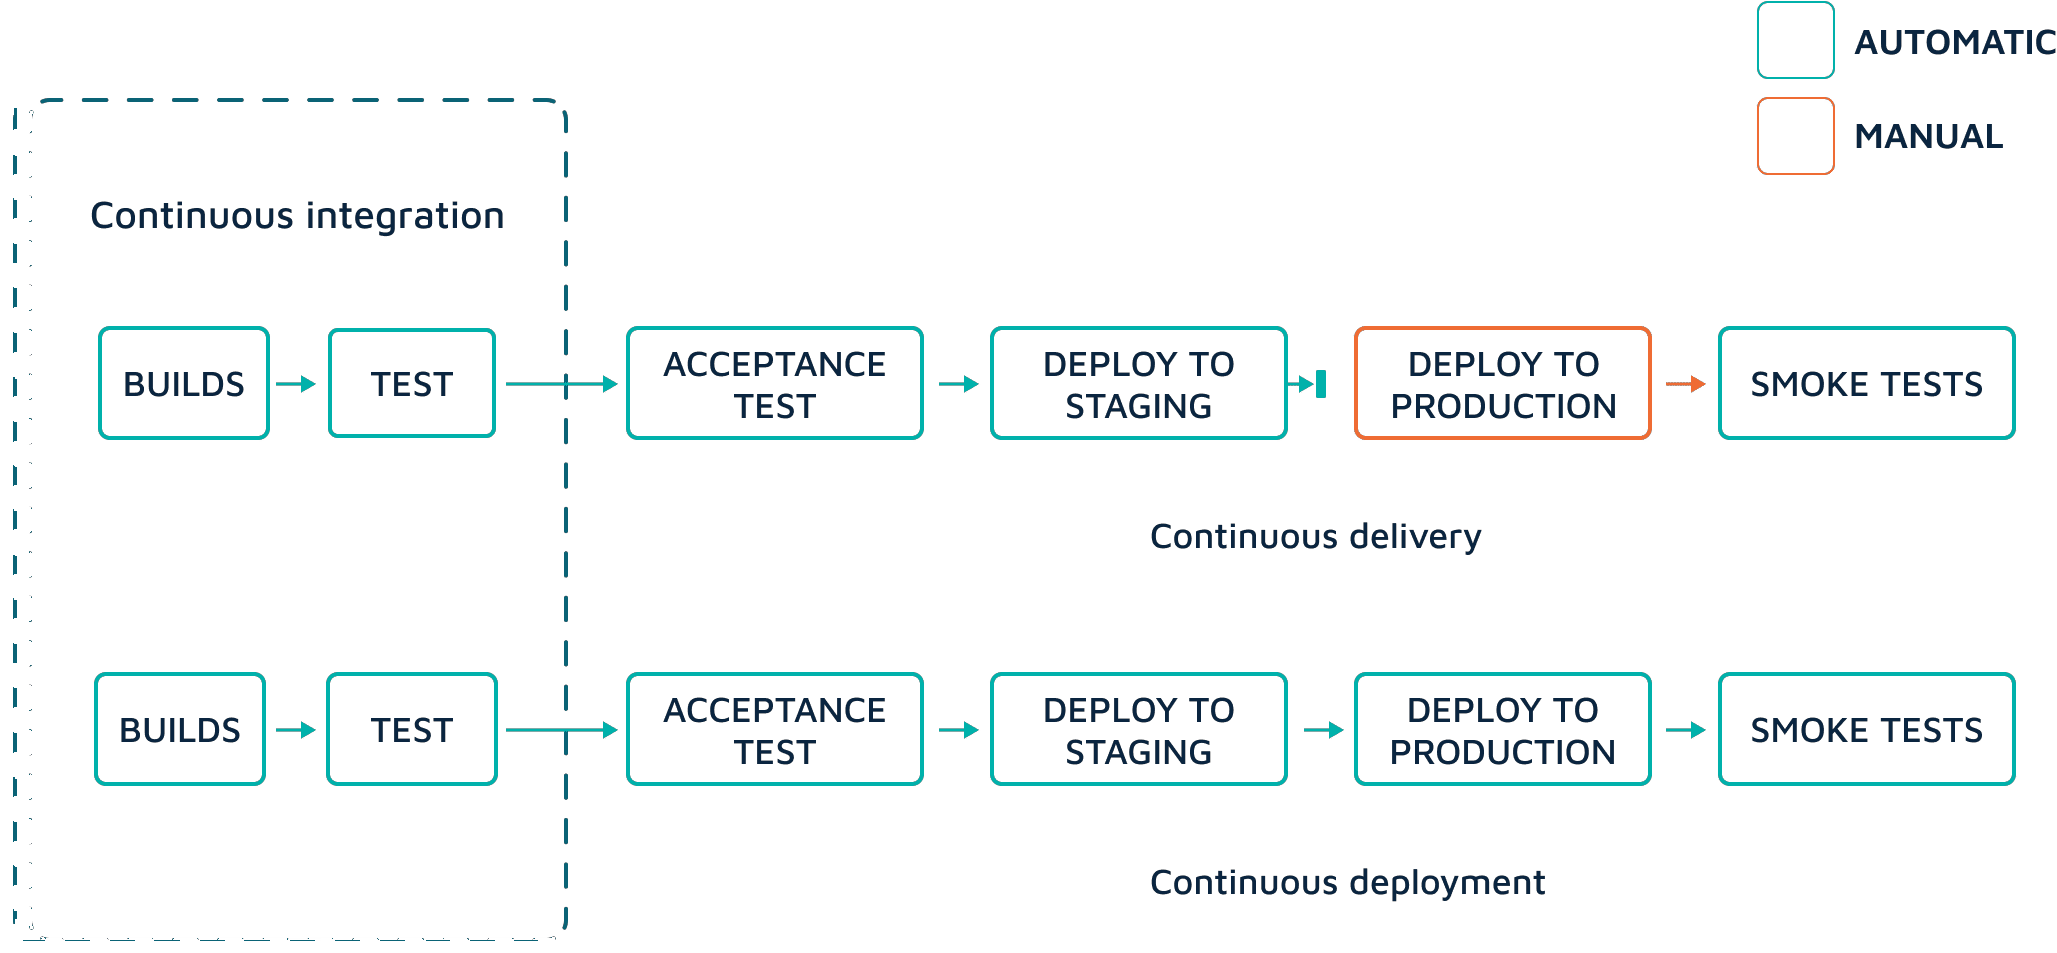 AUTOMATIC
MANUAL
Continuous integration
BUILDS
TEST
ACCEPTANCE
TEST
DEPLOY TO
STAGING
DEPLOY TO
PRODUCTION
SMOKE TESTS
Continuous delivery
BUILDS
TEST
ACCEPTANCE
TEST
DEPLOY TO
STAGING
DEPLOY TO
PRODUCTION
SMOKE TESTS
Continuous deployment